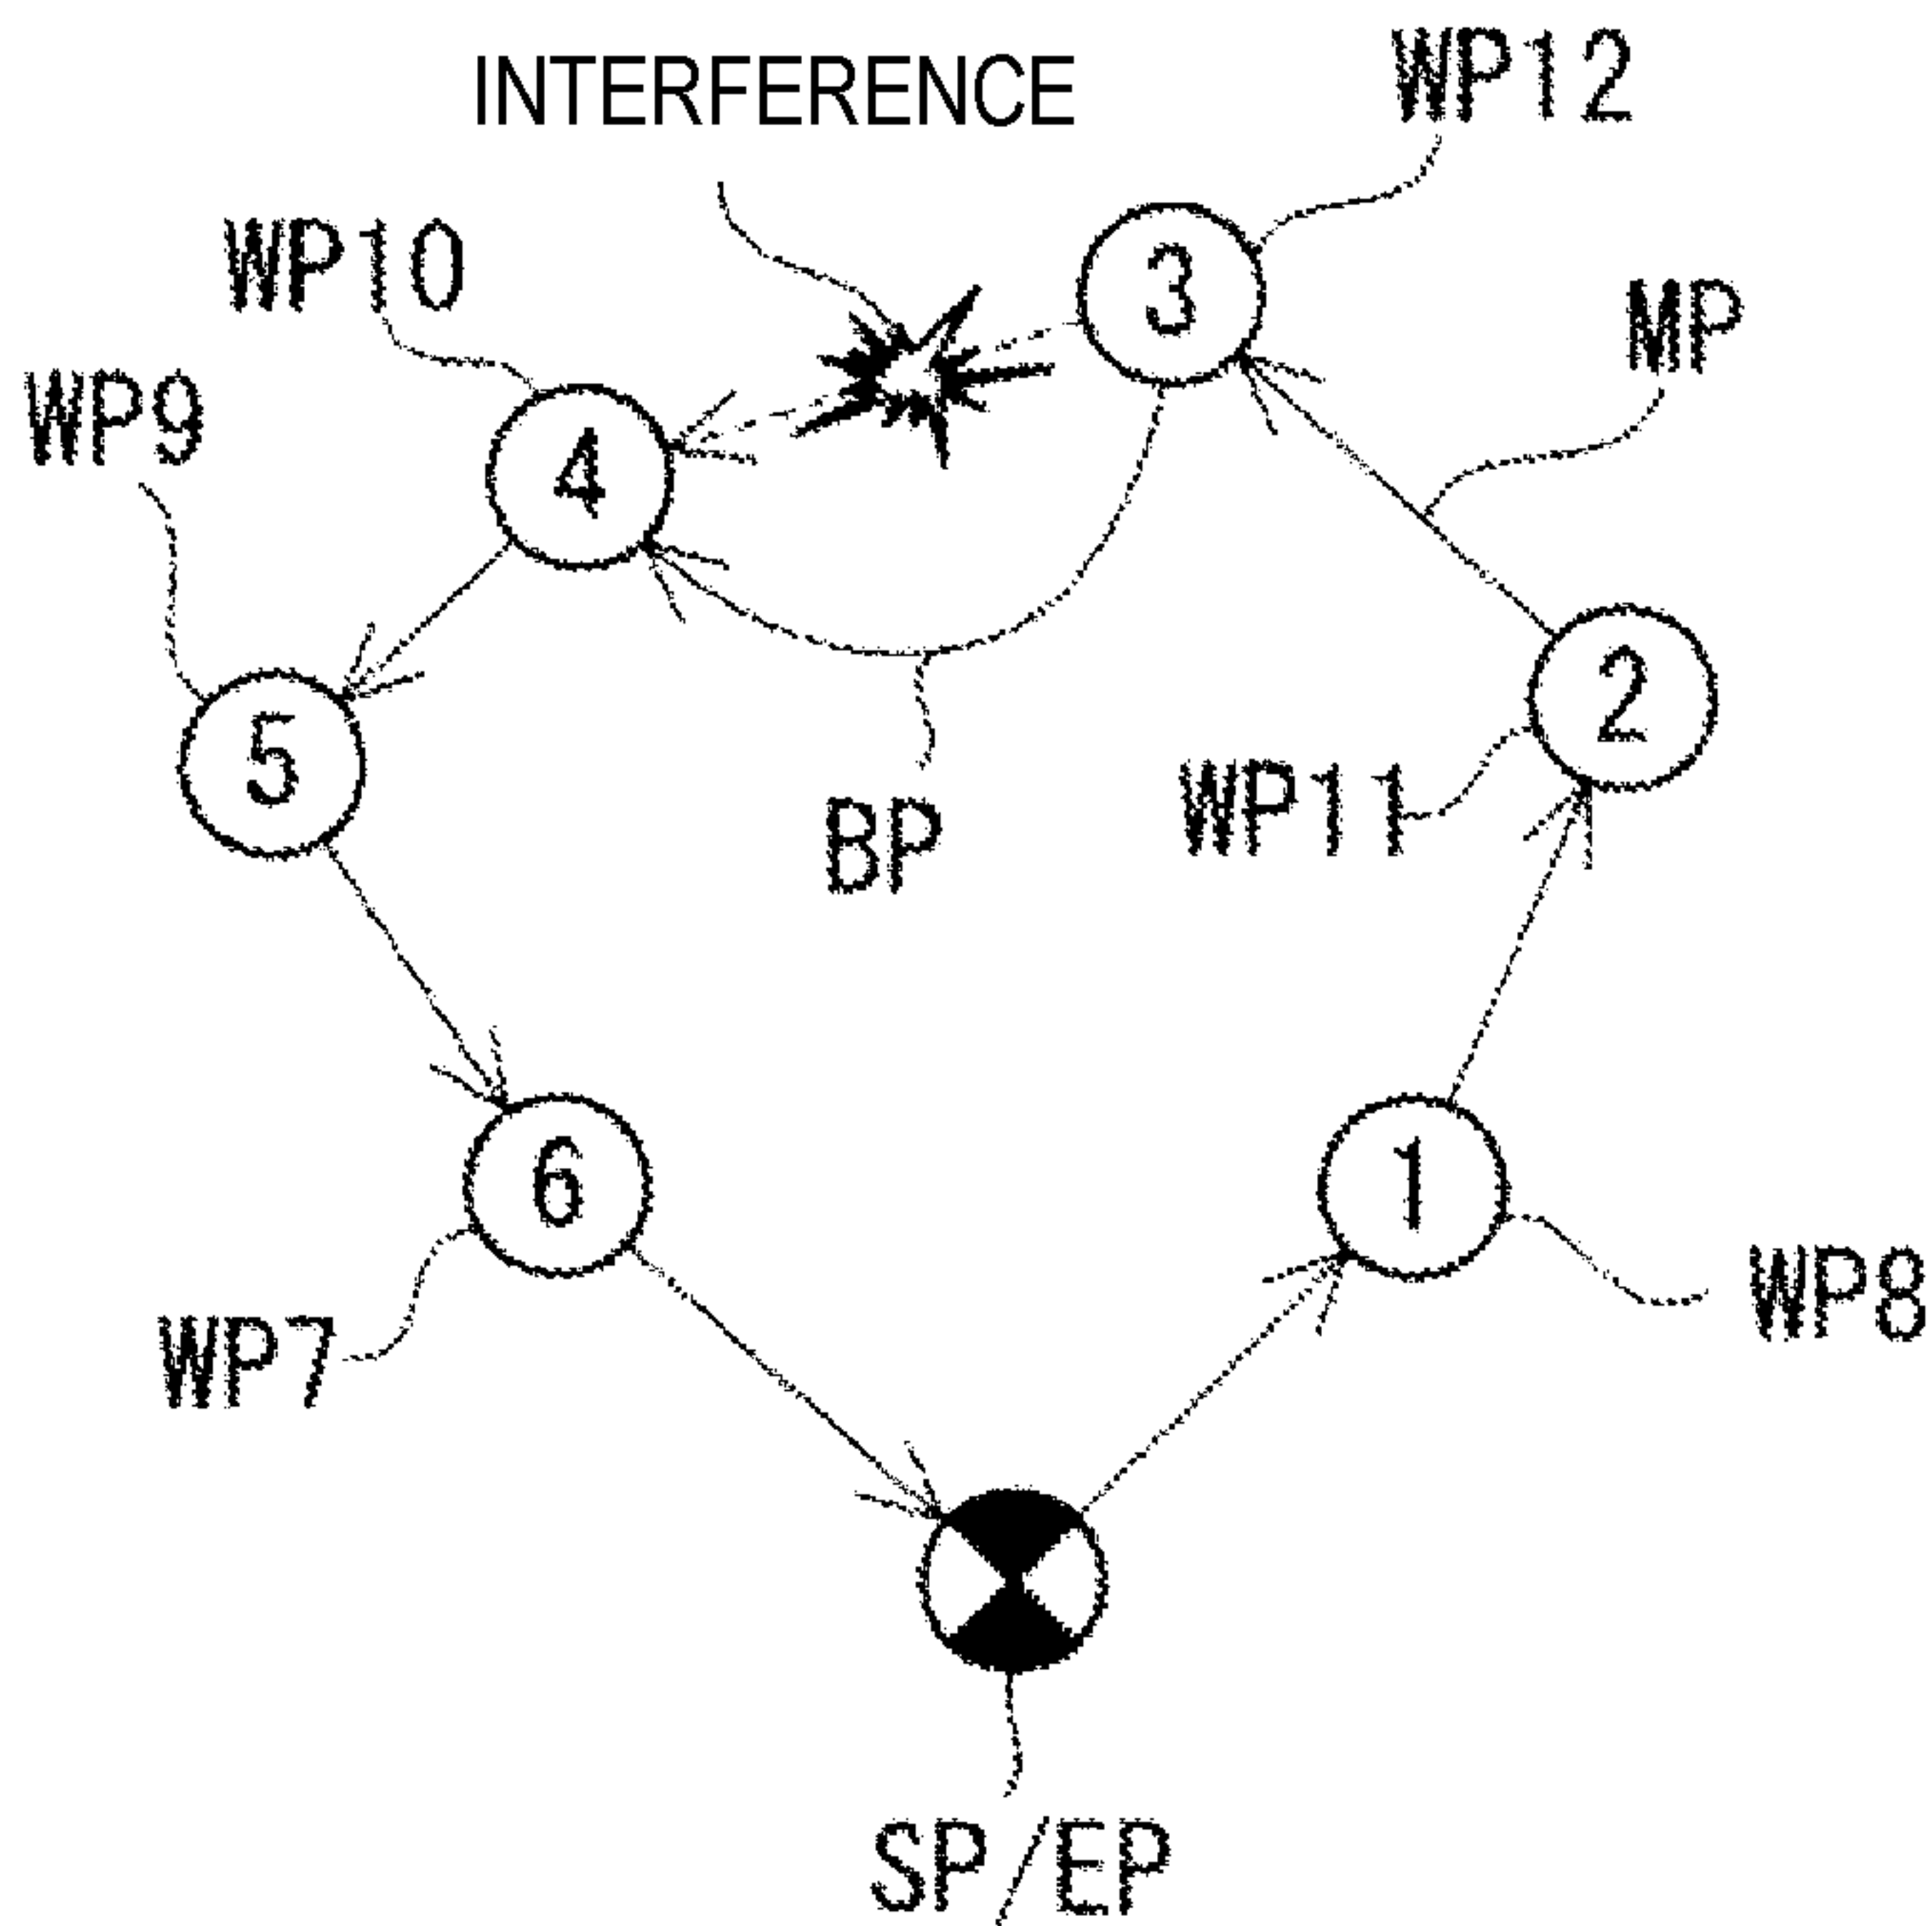 INTERFERENCE
WP12
WP10
3
MP
WP9
4
2
5
WP11
BP
6
1
WP8
WP7
SP/EP